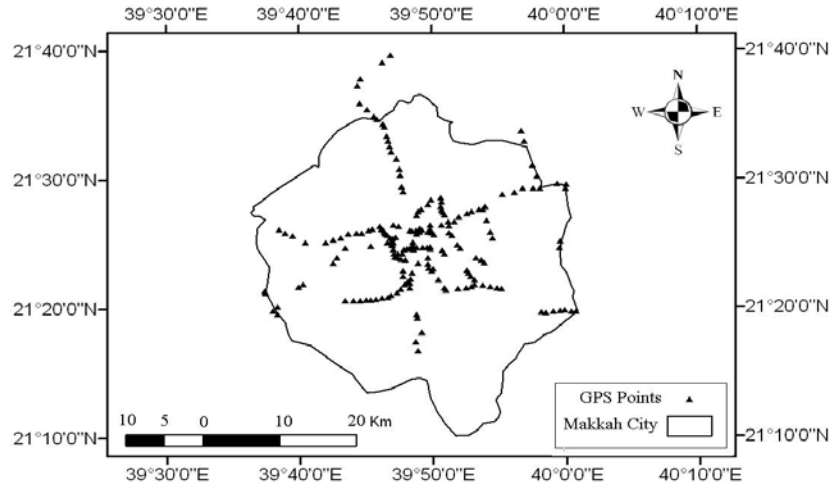 39°30'0"E 39°40'0"E 39°50'0"E 40°0'0"E 40°10'0"E
21°40'0"N 21°40'0"N
N
W E
S
21°30'0"N 21°30'0"N
21°20'0"N 21°20'0"N
GPS Points
10 5 0 10 20 Km
Makkah City
21°10'0"N 21°10'0"N
39°30'0"E 39°40'0"E 39°50'0"E 40°0'0"E 40°10'0"E